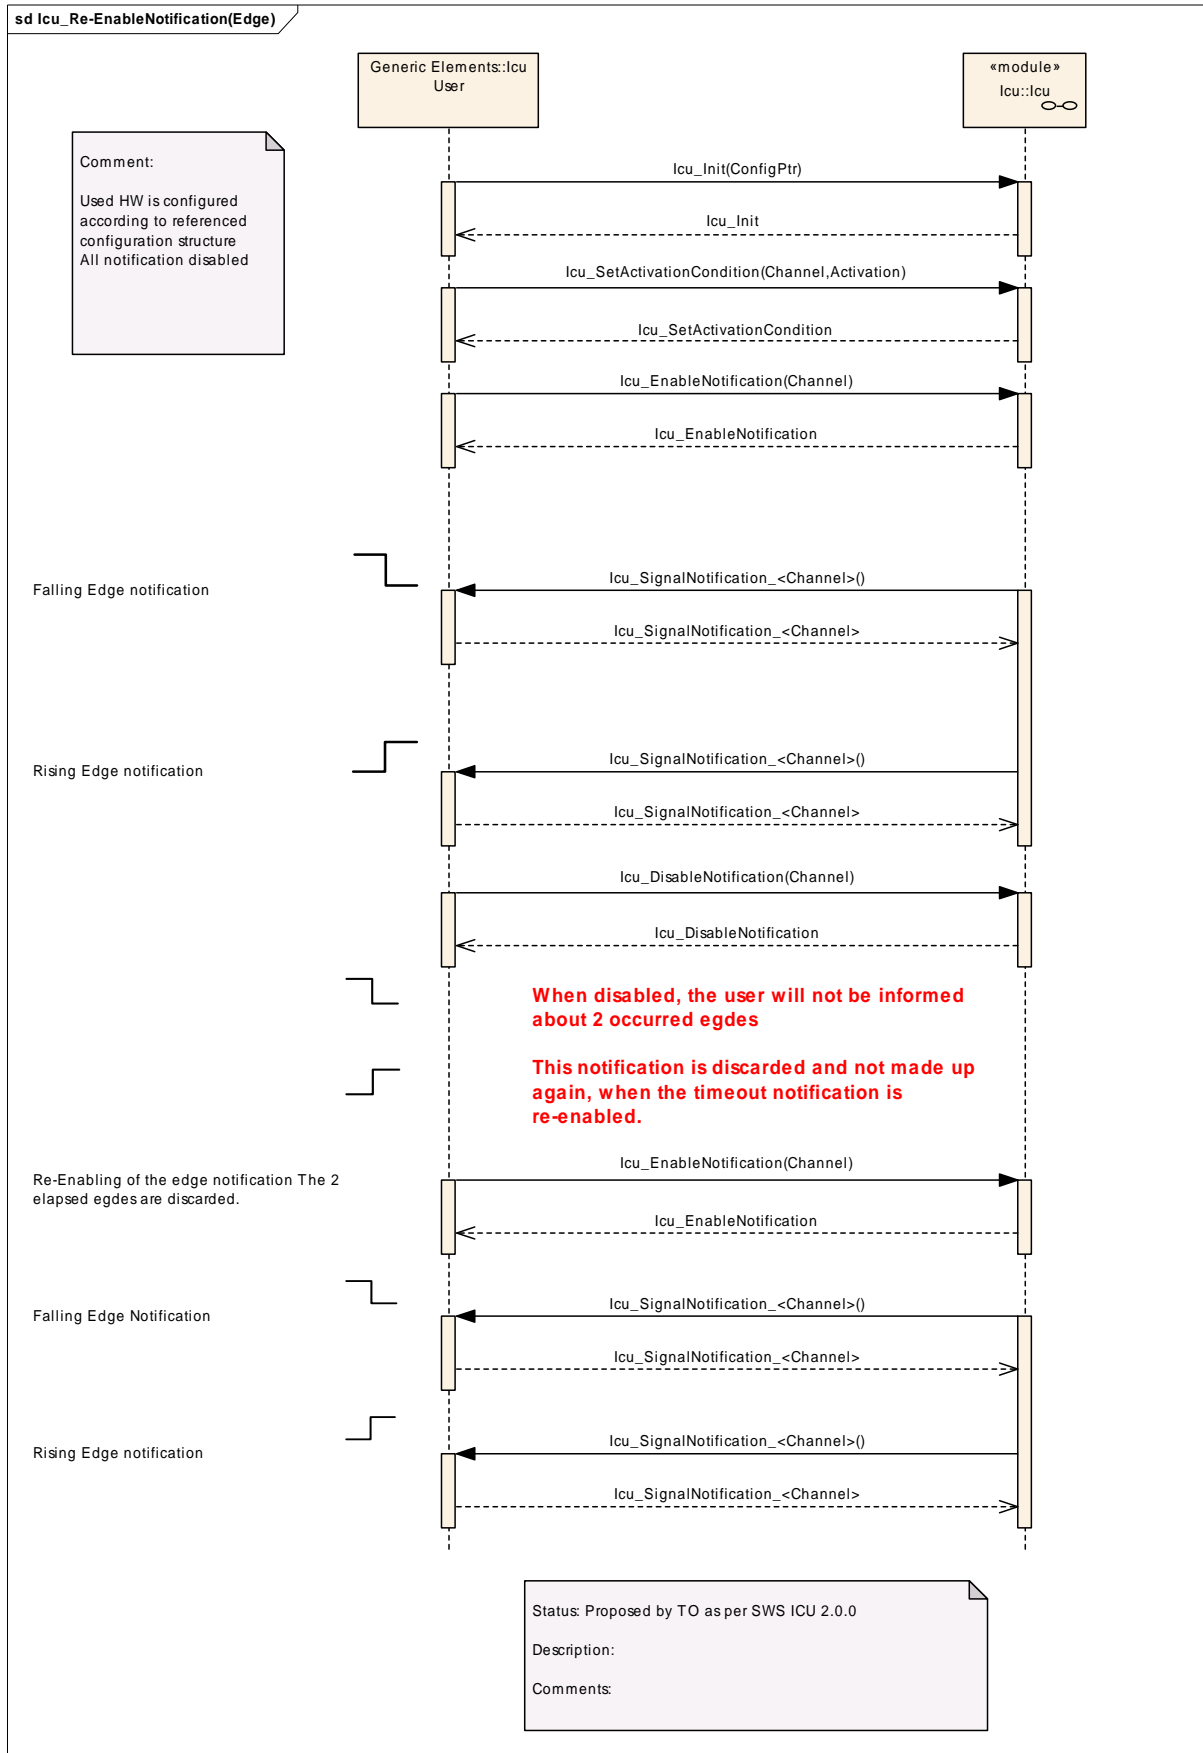 sd Icu_Re-EnableNotification(Edge)
Generic Elements::Icu
User
«module»
Icu::Icu
Comment:
Used HW is configured
according to referenced
configuration structure
All notification disabled
Icu_Init(ConfigPtr)
Icu_Init
Icu_SetActivationCondition(Channel,Activation)
Icu_SetActivationCondition
Icu_EnableNotification(Channel)
Icu_EnableNotification
Falling Edge notification
Icu_SignalNotification_<Channel>()
Icu_SignalNotification_<Channel>
Rising Edge notification
Icu_SignalNotification_<Channel>()
Icu_SignalNotification_<Channel>
Icu_DisableNotification(Channel)
Icu_DisableNotification
When disabled, the user will not be informed
about 2 occurred egdes
This notification is discarded and not made up
again, when the timeout notification is
re-enabled.
Re-Enabling of the edge notification The 2
elapsed egdes are discarded.
Icu_EnableNotification(Channel)
Icu_EnableNotification
Falling Edge Notification
Icu_SignalNotification_<Channel>()
Icu_SignalNotification_<Channel>
Rising Edge notification
Icu_SignalNotification_<Channel>()
Icu_SignalNotification_<Channel>
Status: Proposed by TO as per SWS ICU 2.0.0
Description:
Comments: